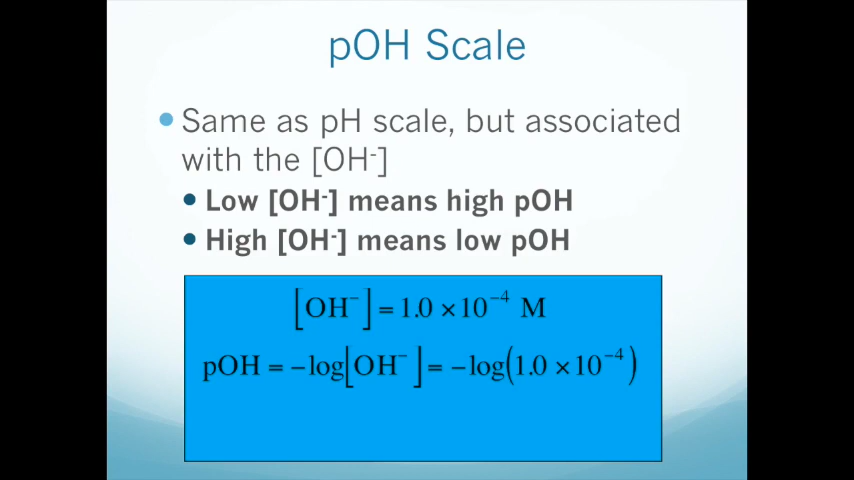 pOH Scale
• Same as pH scale, but associated
with the [OH⁻]
• Low [OH⁻] means high pOH
• High [OH⁻] means low pOH
[OH⁻] = 1.0 × 10⁻⁴ M
pOH = −log[OH⁻] = −log(1.0 × 10⁻⁴)